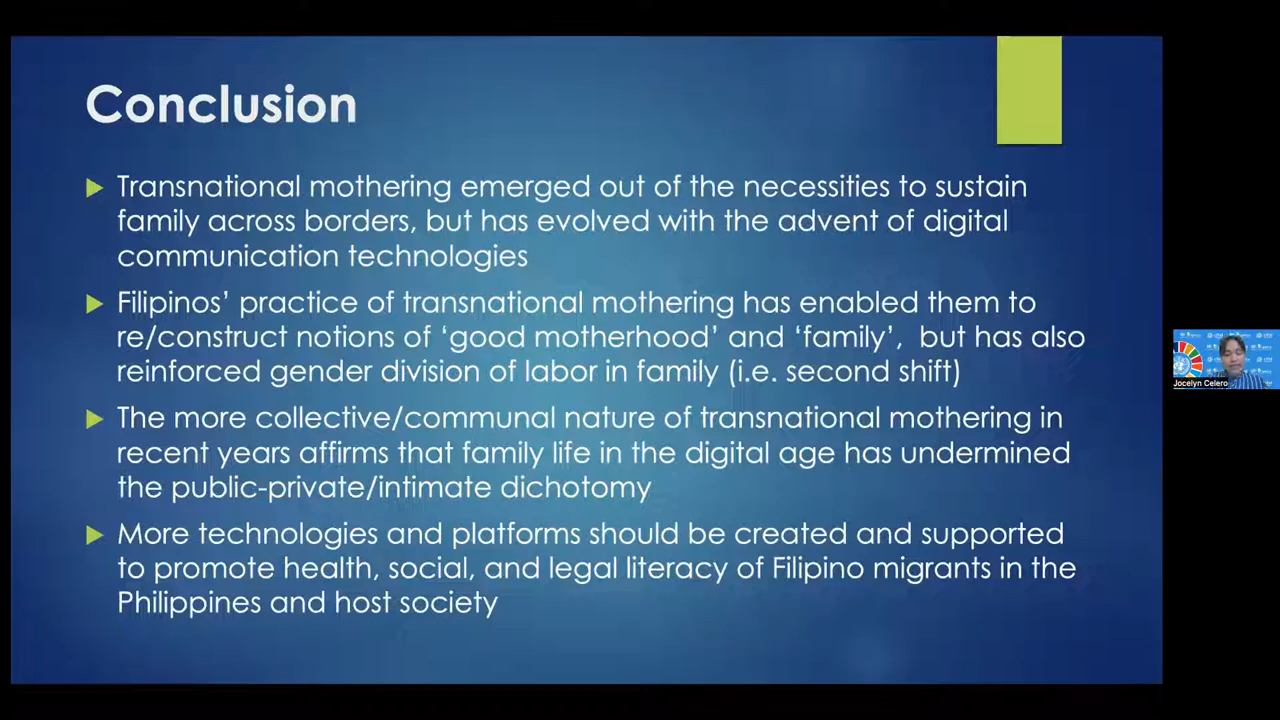 Conclusion
Transnational mothering emerged out of the necessities to sustain
family across borders, but has evolved with the advent of digital
communication technologies
Filipinos’ practice of transnational mothering has enabled them to
re/construct notions of ‘good motherhood’ and ‘family’, but has also
reinforced gender division of labor in family (i.e. second shift)
The more collective/communal nature of transnational mothering in
recent years affirms that family life in the digital age has undermined
the public-private/intimate dichotomy
More technologies and platforms should be created and supported
to promote health, social, and legal literacy of Filipino migrants in the
Philippines and host society
Jocelyn Celero